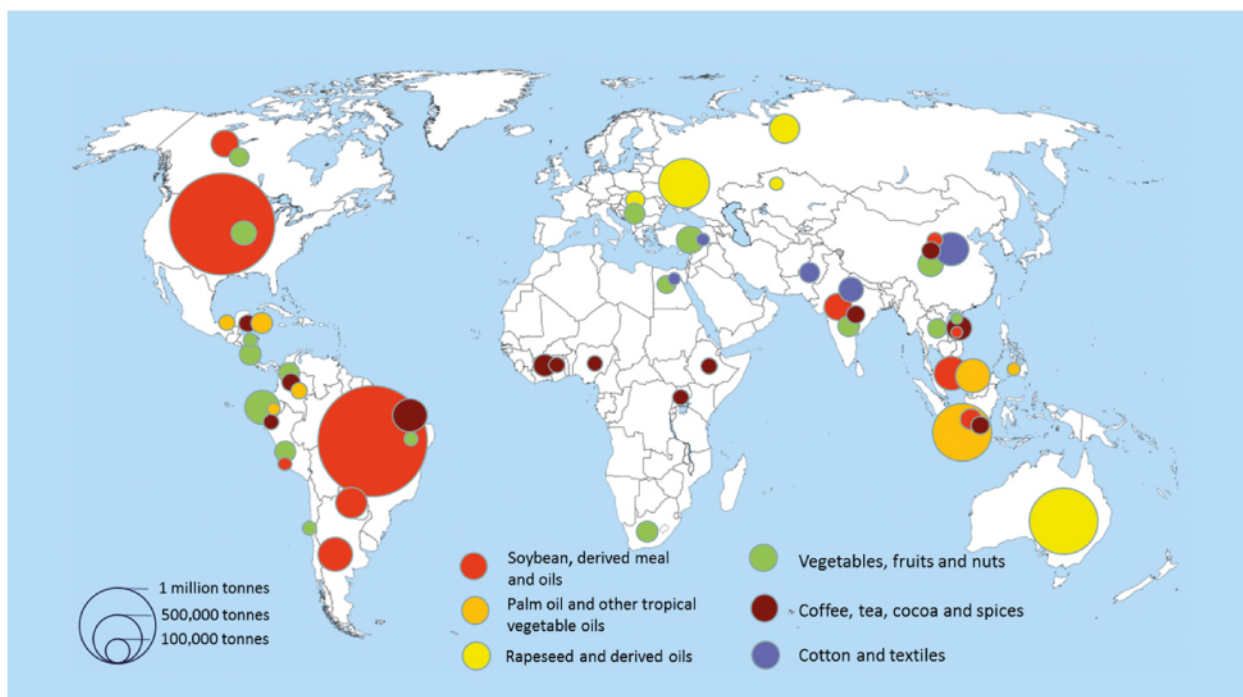 1 million tonnes
500,000 tonnes
100,000 tonnes
Soybean, derived meal
and oils
Palm oil and other tropical
vegetable oils
Rapeseed and derived oils
Vegetables, fruits and nuts
Coffee, tea, cocoa and spices
Cotton and textiles